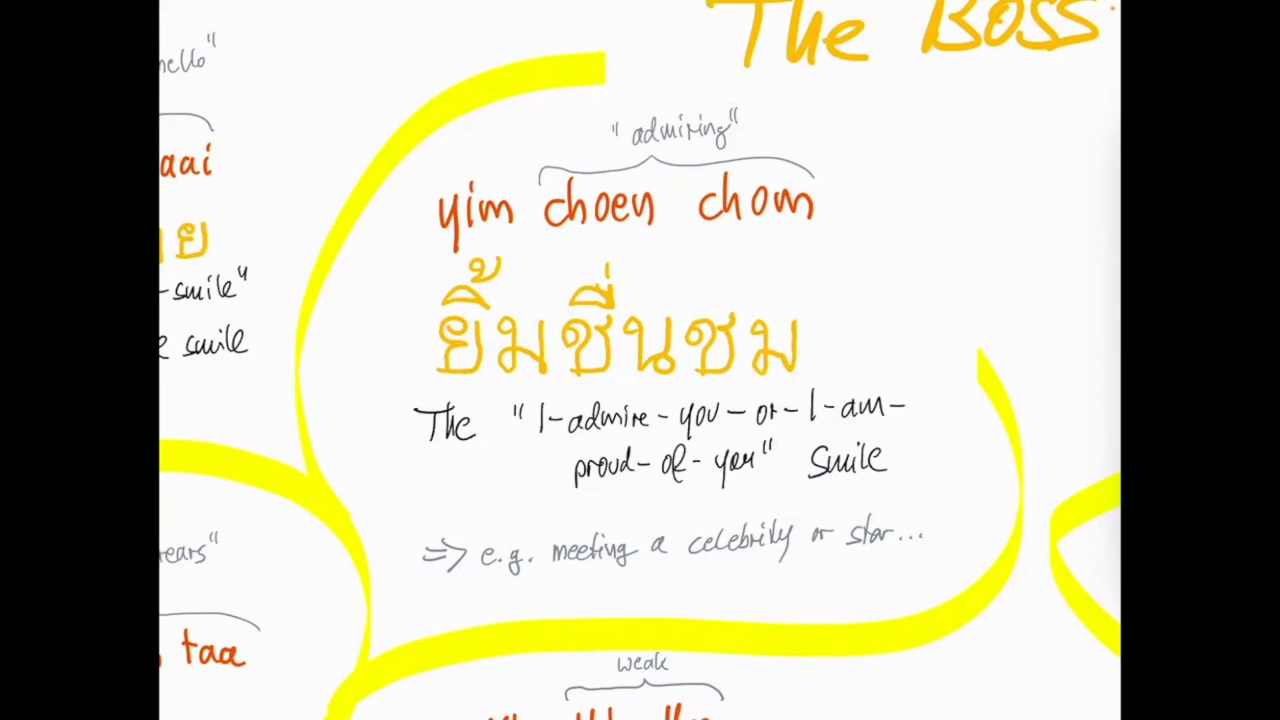 The BOSS
hello"
"admiring"
aai
yim choen chom
ย
ยิ้มชื่นชม
-smile"
smile
The "I-admire-you-or-I-am-
proud-of-you" smile
=> e.g. meeting a celebrity or star...
taa
weak